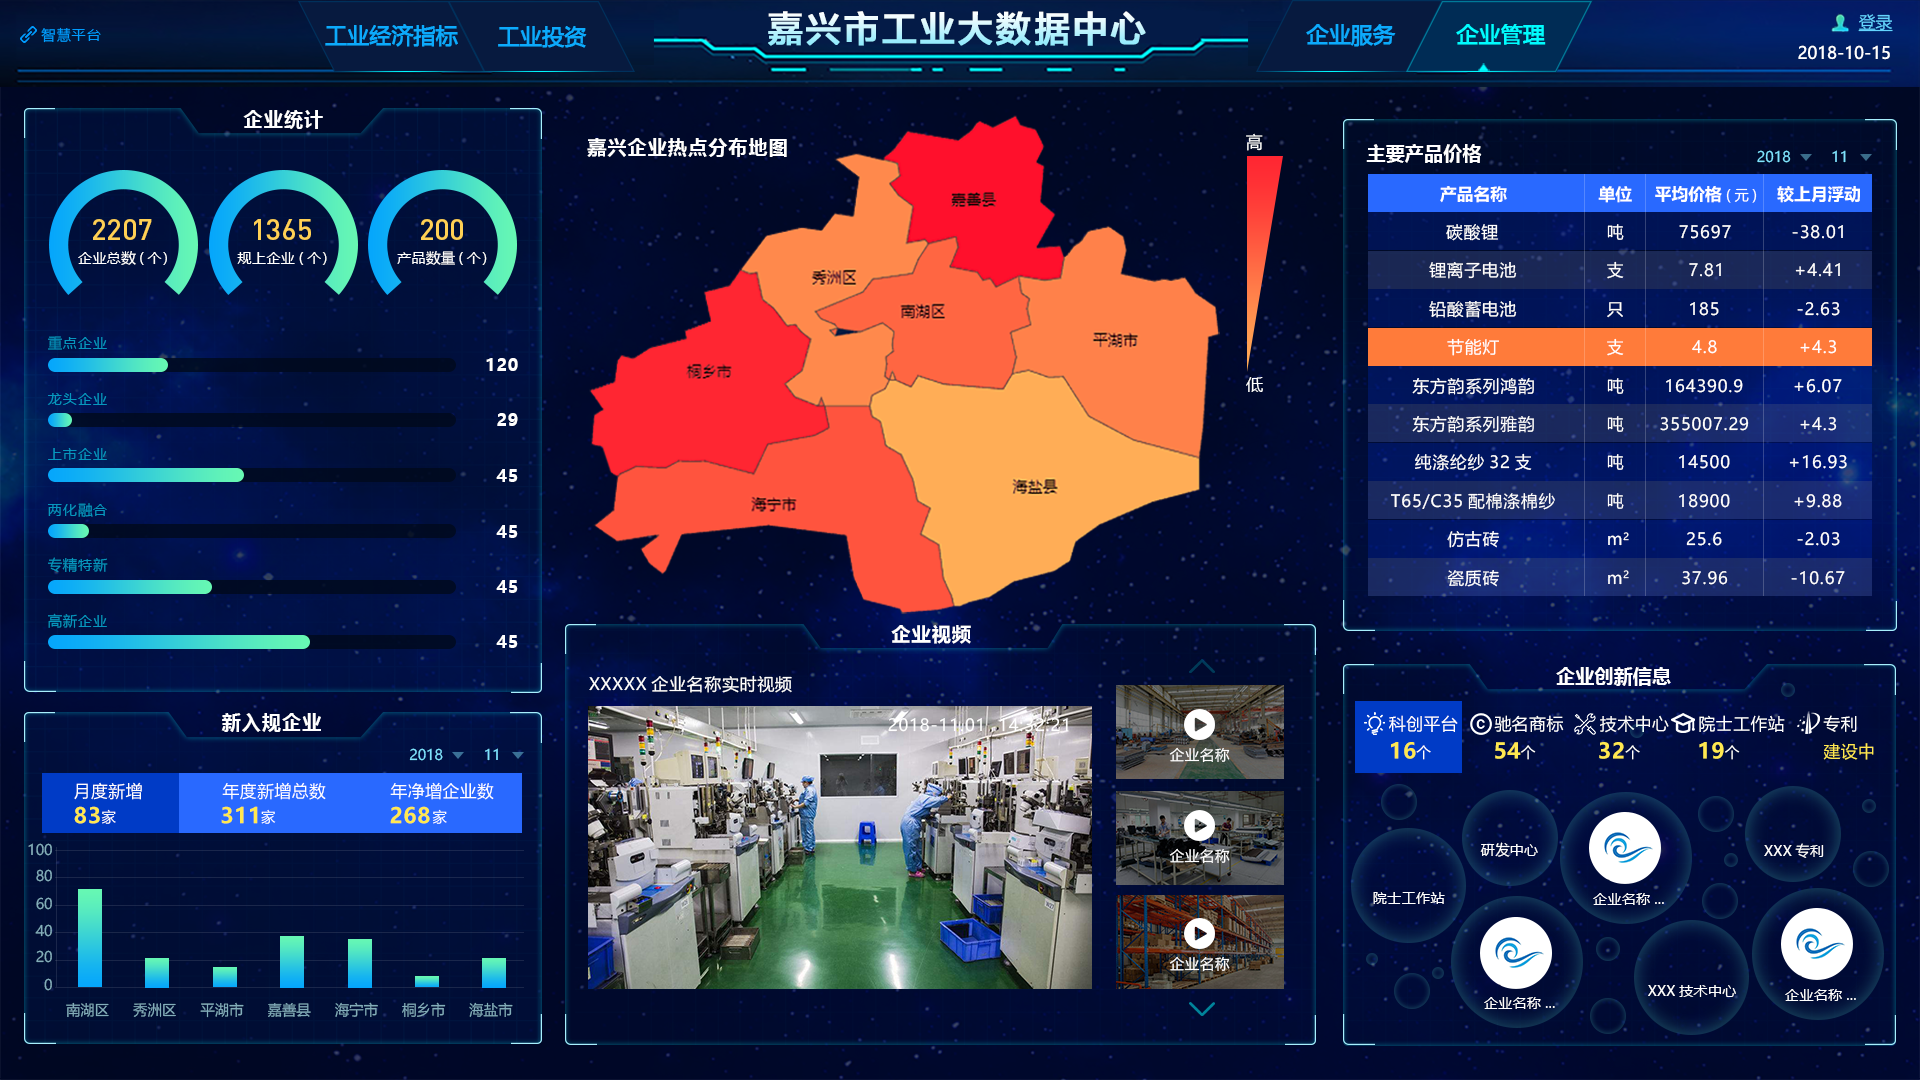 智慧平台
工业经济指标
工业投资
嘉兴市工业大数据中心
企业服务
企业管理
登录
2018-10-15
企业统计
2207
企业总数(个)
1365
规上企业(个)
200
产品数量(个)
重点企业
120
龙头企业
29
上市企业
45
两化融合
45
专精特新
45
高新企业
45
新入规企业
2018 11
月度新增
83家
年度新增总数
311家
年净增企业数
268家
100
80
60
40
20
0
南湖区 秀洲区 平湖市 嘉善县 海宁市 桐乡市 海盐市
嘉兴企业热点分布地图
高
低
嘉善县
秀洲区
南湖区
平湖市
桐乡市
海盐县
海宁市
企业视频
XXXXX 企业名称实时视频
2018-11-01 14:32:21
企业名称
企业名称
企业名称
主要产品价格
2018 11
产品名称 单位 平均价格(元) 较上月浮动
碳酸锂 吨 75697 -38.01
锂离子电池 支 7.81 +4.41
铅酸蓄电池 只 185 -2.63
节能灯 支 4.8 +4.3
东方韵系列鸿韵 吨 164390.9 +6.07
东方韵系列雅韵 吨 355007.29 +4.3
纯涤纶纱 32 支 吨 14500 +16.93
T65/C35 配棉涤棉纱 吨 18900 +9.88
仿古砖 m² 25.6 -2.03
瓷质砖 m² 37.96 -10.67
企业创新信息
科创平台
16个
驰名商标
54个
技术中心
32个
院士工作站
19个
专利
建设中
院士工作站
研发中心
企业名称 ...
XXX 专利
企业名称 ...
XXX 技术中心
企业名称 ...